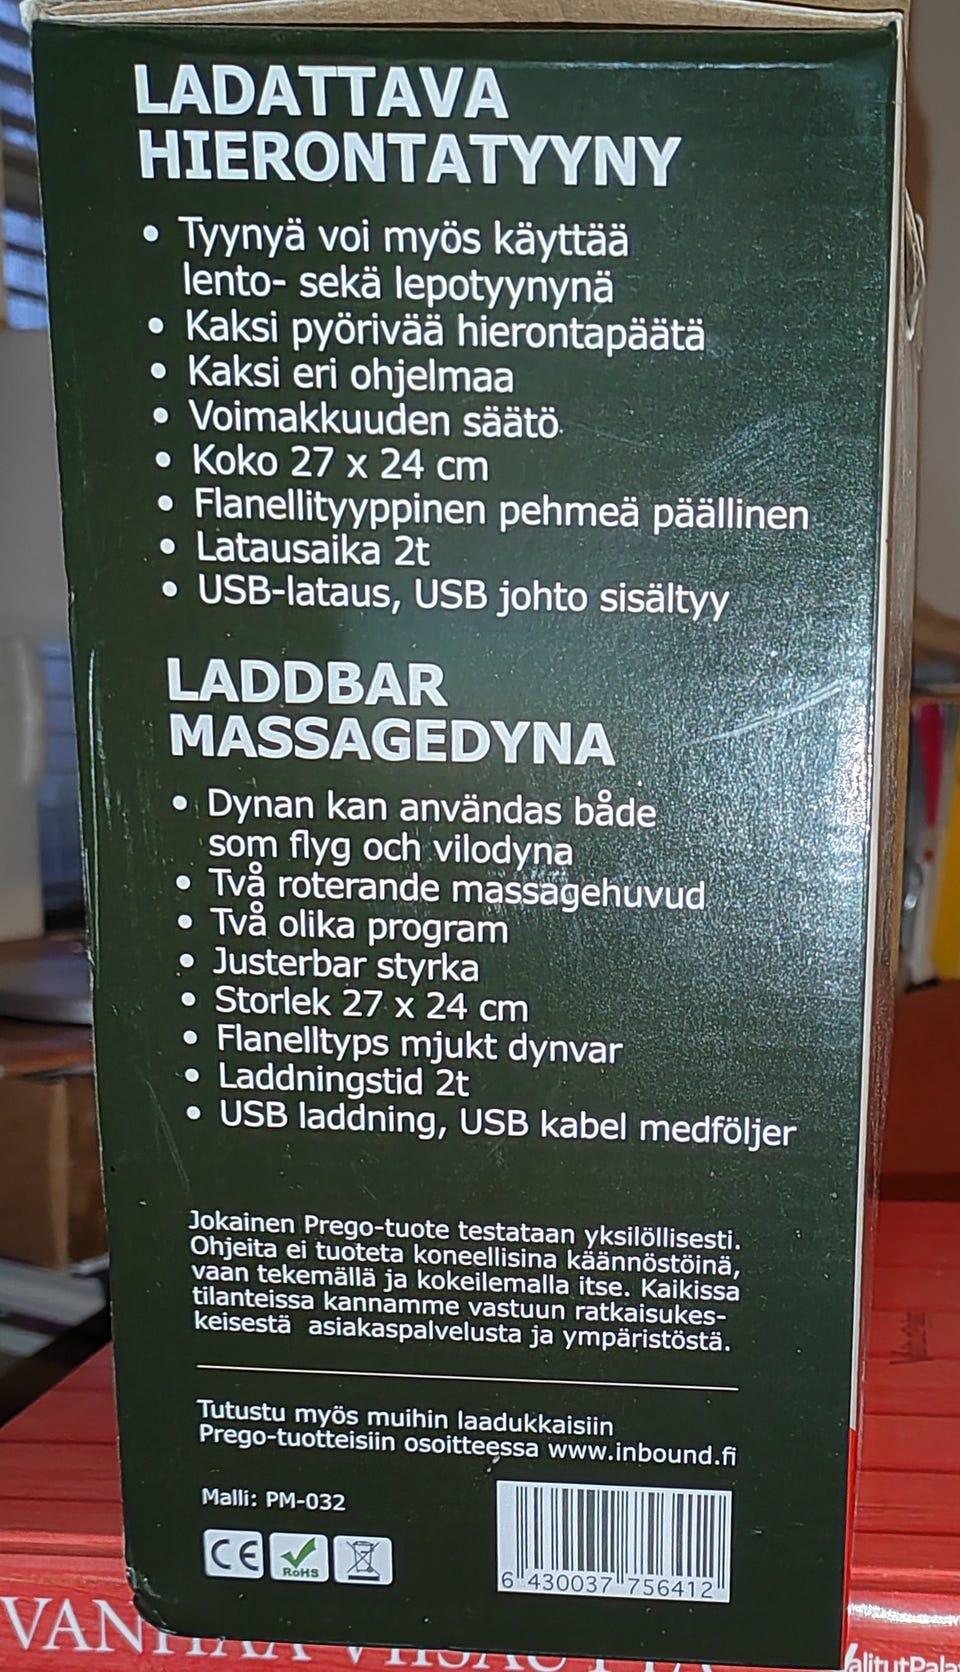 LADATTAVA
HIERONTATYYNY
• Tyynyä voi myös käyttää
lento- sekä lepotyynynä
• Kaksi pyörivää hierontapäätä
• Kaksi eri ohjelmaa
• Voimakkuuden säätö.
• Koko 27 x 24 cm
• Flanellityyppinen pehmeä päällinen
• Latausaika 2t
• USB-lataus, USB johto sisältyy
LADDBAR
MASSAGEDYNA
• Dynan kan användas både
som flyg och vilodyna
• Två roterande massagehuvud
• Två olika program
• Justerbar styrka
• Storlek 27 x 24 cm
• Flanelltyps mjukt dynvar
• Laddningstid 2t
• USB laddning, USB kabel medföljer
Jokainen Prego-tuote testataan yksilöllisesti.
Ohjeita ei tuoteta koneellisina käännöstöinä,
vaan tekemällä ja kokeilemalla itse. Kaikissa
tilanteissa kannamme vastuun ratkaisukes-
keisestä asiakaspalvelusta ja ympäristöstä.
Tutustu myös muihin laadukkaisiin
Prego-tuotteisiin osoitteessa www.inbound.fi
Malli: PM-032
CE RoHS
6 430037 756412